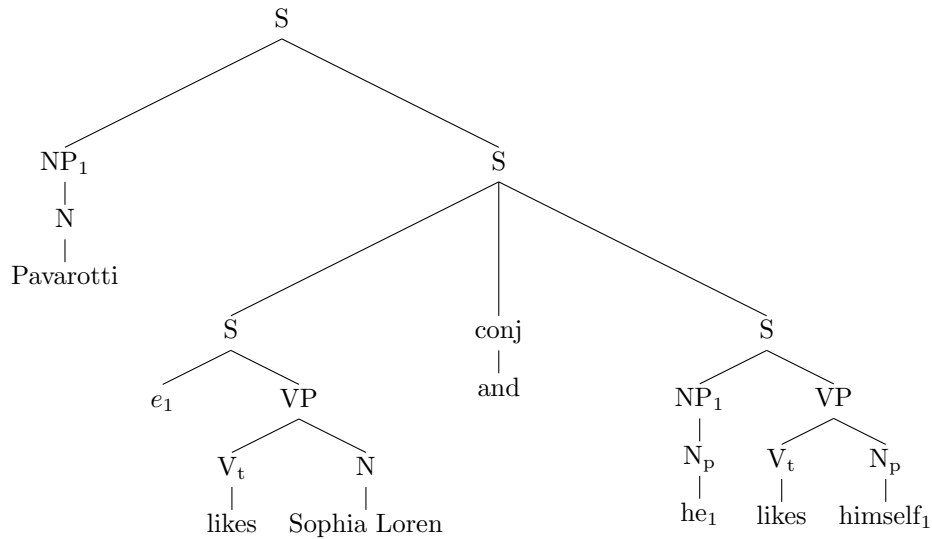 S
NP₁ S
N
Pavarotti
S conj S
and
e₁ VP NP₁ VP
Vₜ N Nₚ Vₜ Nₚ
likes Sophia Loren he₁ likes himself₁